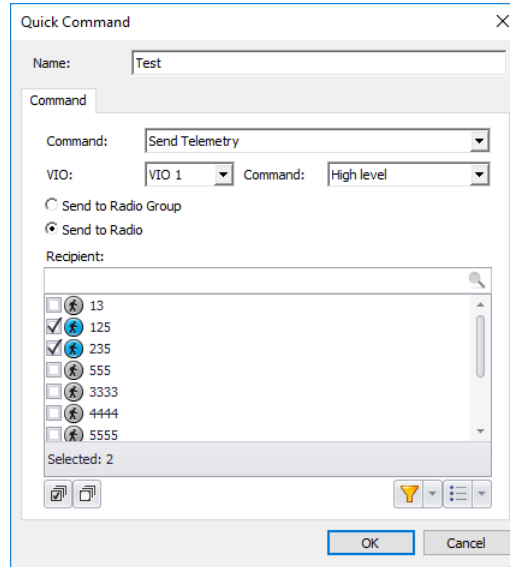 Quick Command
Name: Test
Command
Command: Send Telemetry
VIO: VIO 1 Command: High level
Send to Radio Group
Send to Radio
Recipient:
13
125
235
555
3333
4444
5555
Selected: 2
OK Cancel